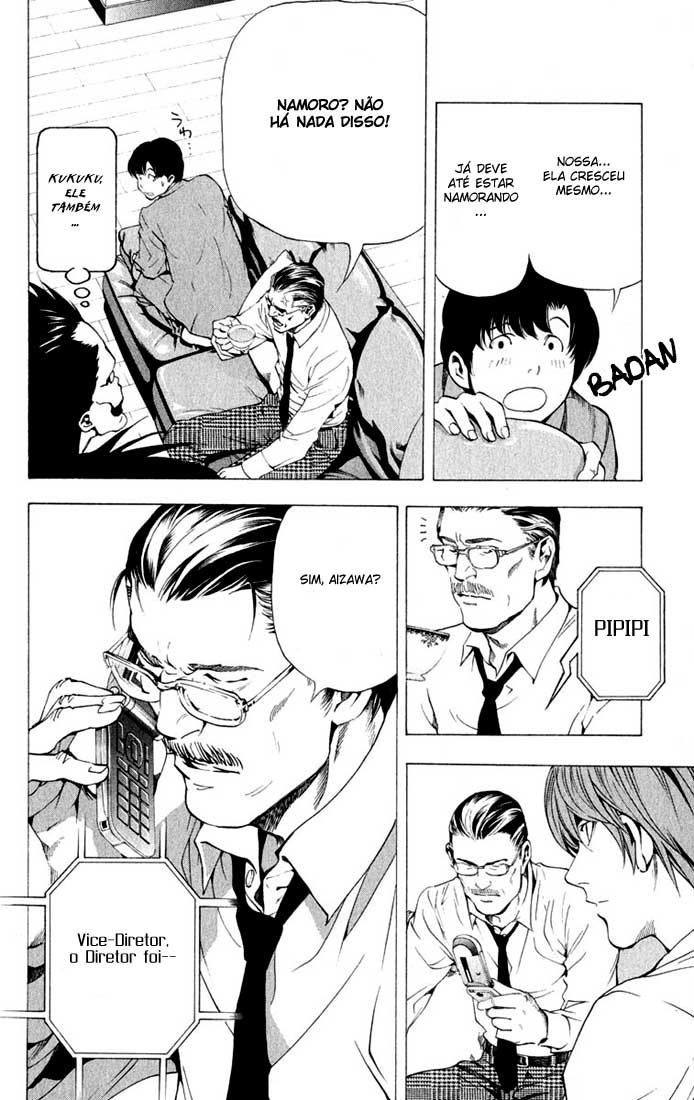 NOSSA...
ELA CRESCEU
MESMO...
JÁ DEVE
ATÉ ESTAR
NAMORANDO
...
BADAN
NAMORO? NÃO
HÁ NADA DISSO!
KUKUKU,
ELE
TAMBÉM
...
PIPIPI
SIM, AIZAWA?
Vice-Diretor,
o Diretor foi--